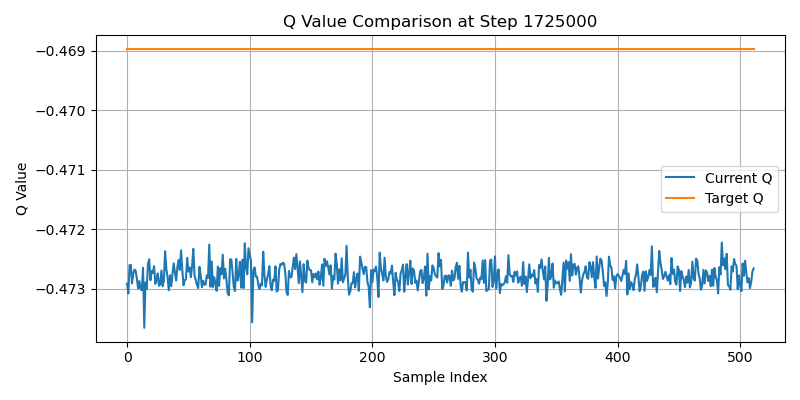 Q Value Comparison at Step 1725000
Q Value
−0.469
−0.470
−0.471
−0.472
−0.473
Current Q
Target Q
0
100
200
300
400
500
Sample Index